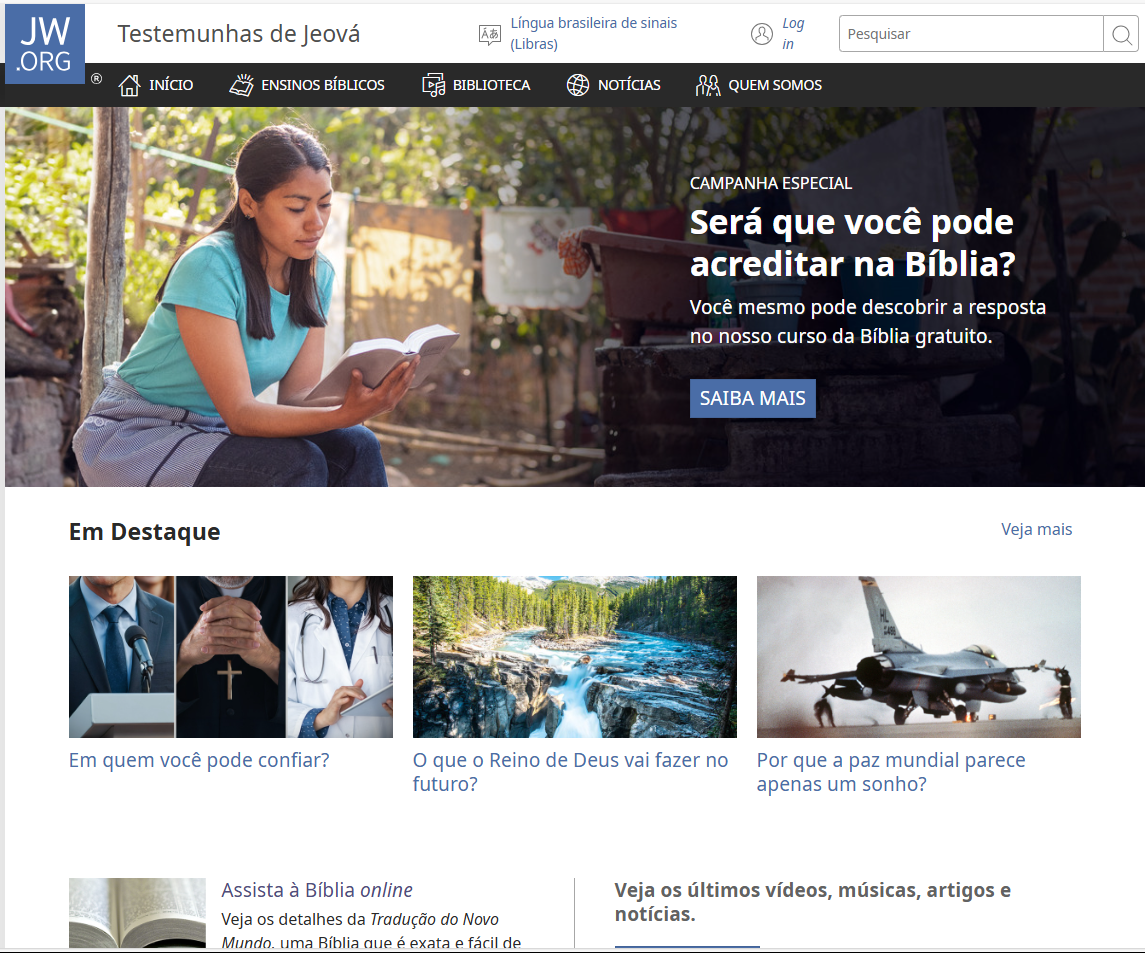 JW
.ORG
®
Testemunhas de Jeová
Língua brasileira de sinais
(Libras)
Log
in
Pesquisar
INÍCIO
ENSINOS BÍBLICOS
BIBLIOTECA
NOTÍCIAS
QUEM SOMOS
CAMPANHA ESPECIAL
Será que você pode
acreditar na Bíblia?
Você mesmo pode descobrir a resposta
no nosso curso da Bíblia gratuito.
SAIBA MAIS
Em Destaque
Veja mais
HL
Em quem você pode confiar?
O que o Reino de Deus vai fazer no
futuro?
Por que a paz mundial parece
apenas um sonho?
Assista à Bíblia online
Veja os detalhes da Tradução do Novo
Mundo, uma Bíblia que é exata e fácil de
Veja os últimos vídeos, músicas, artigos e
notícias.